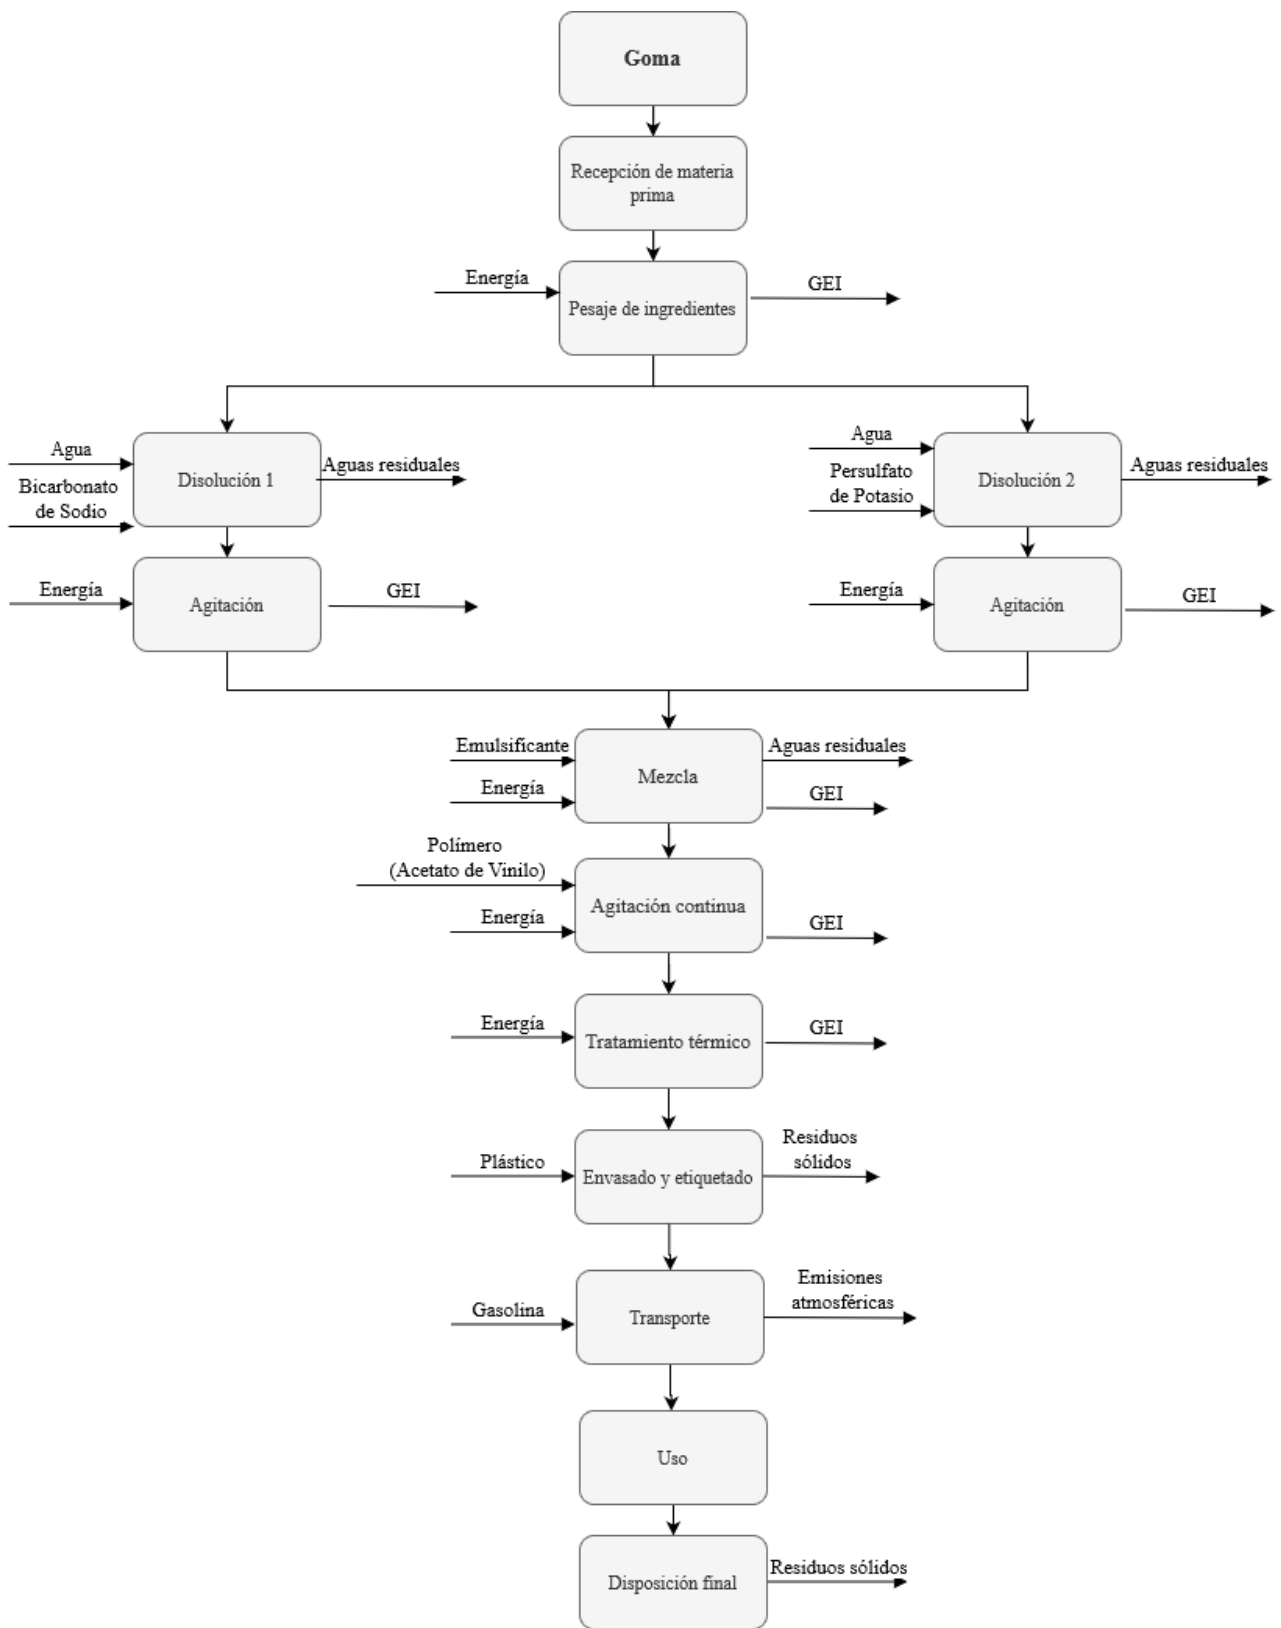 Goma
Recepción de materia
prima
Energía
GEI
Pesaje de ingredientes
Agua
Bicarbonato
de Sodio
Disolución 1
Aguas residuales
Agua
Persulfato
de Potasio
Disolución 2
Aguas residuales
Energía
Agitación
GEI
Energía
Agitación
GEI
Emulsificante
Energía
Mezcla
Aguas residuales
GEI
Polímero
(Acetato de Vinilo)
Energía
Agitación continua
GEI
Energía
Tratamiento térmico
GEI
Plástico
Envasado y etiquetado
Residuos
sólidos
Gasolina
Transporte
Emisiones
atmosféricas
Uso
Disposición final
Residuos sólidos